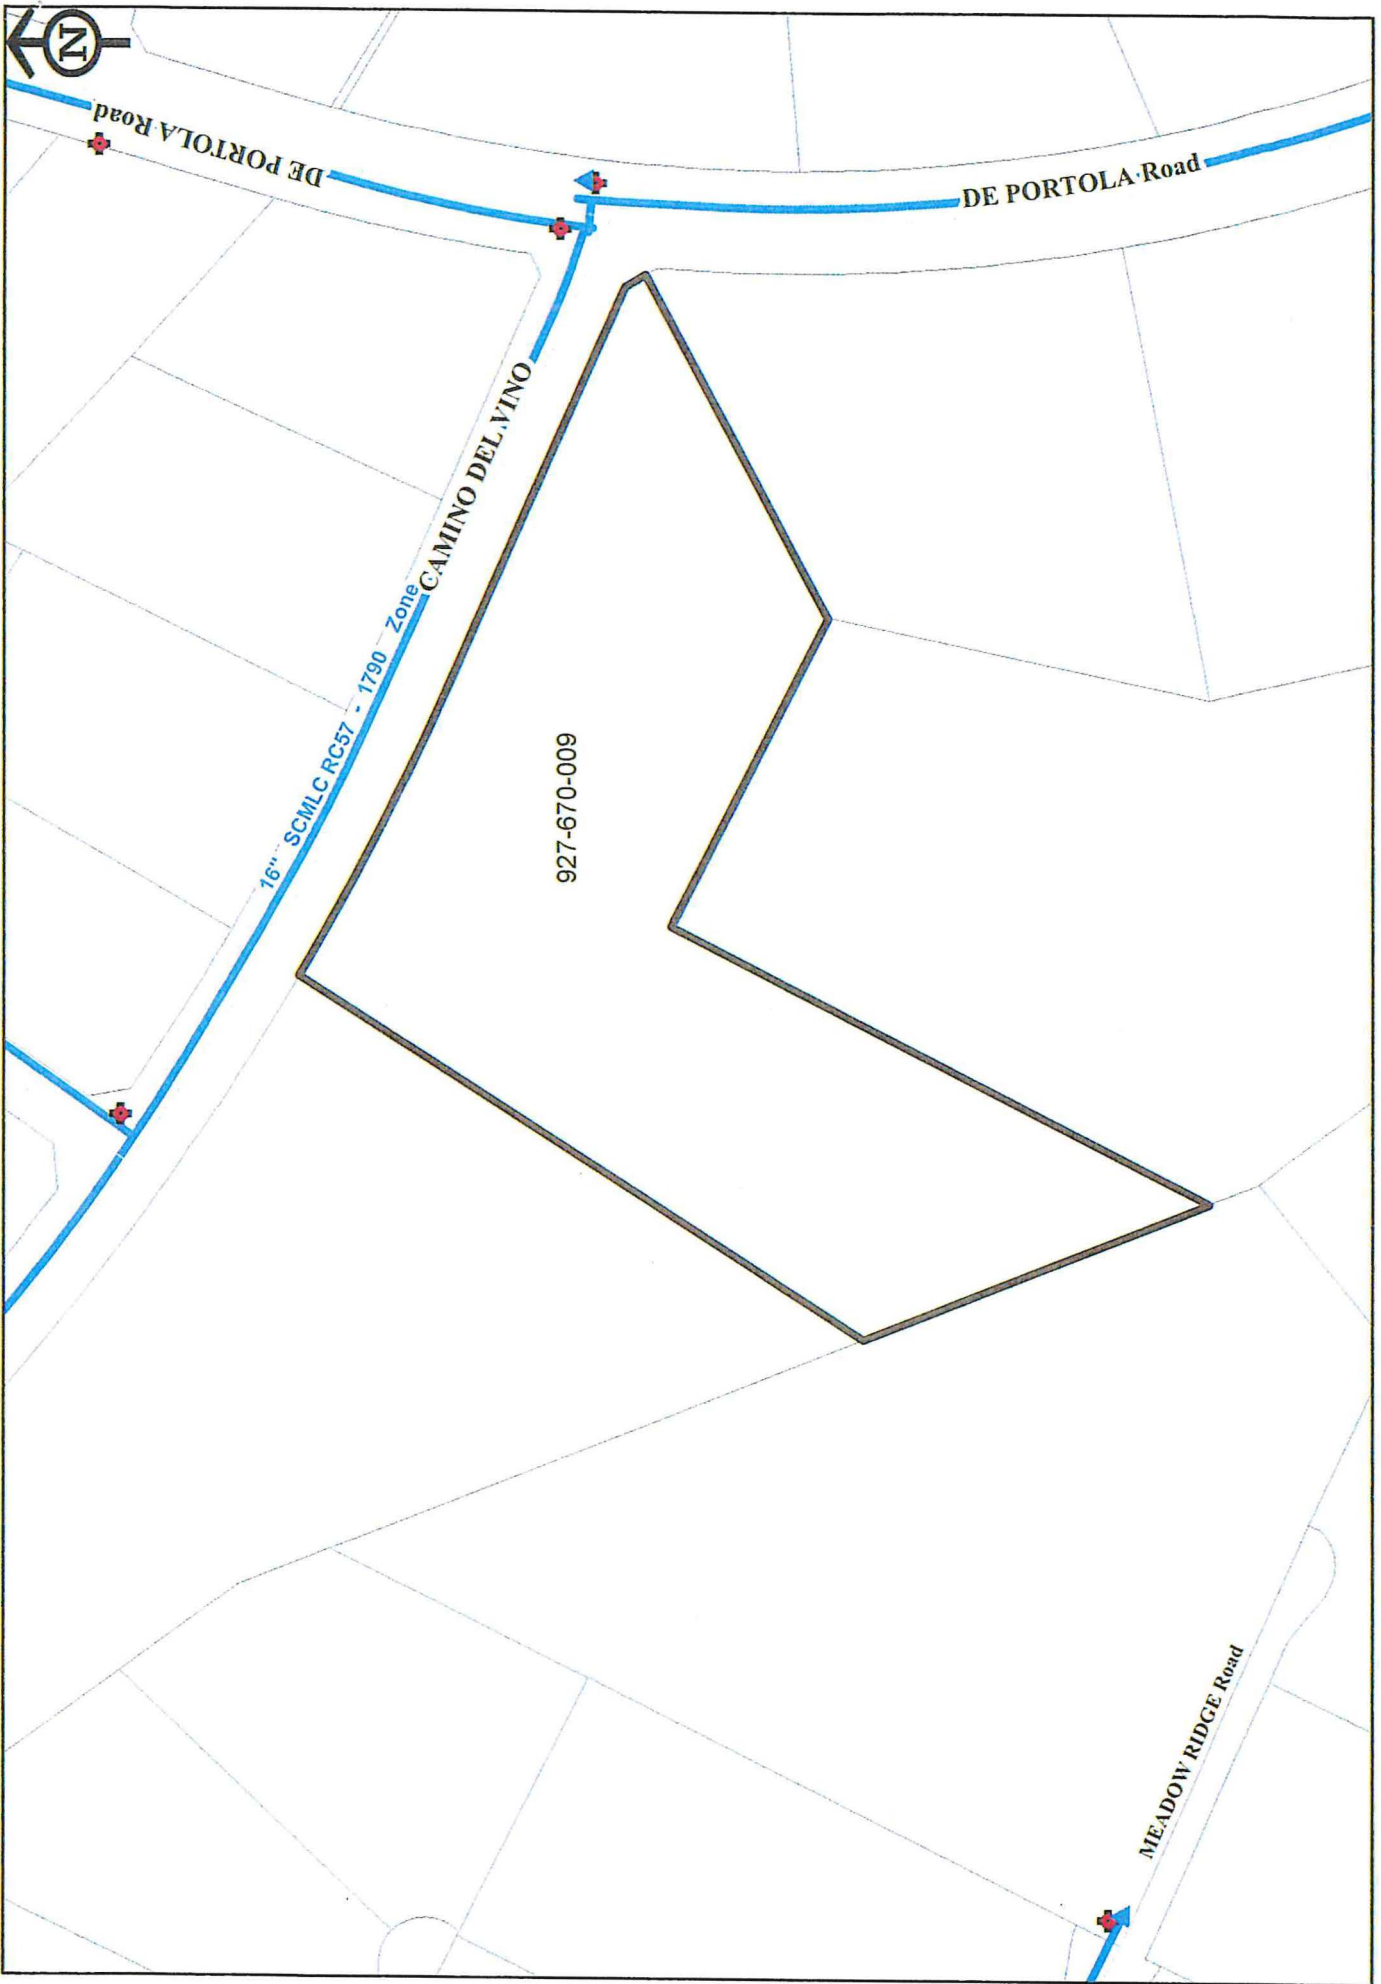 N
DE PORTOLA Road
DE PORTOLA Road
CAMINO DEL VINO
16" SCMLC RC57 - 1790 Zone
927-670-009
MEADOW RIDGE Road